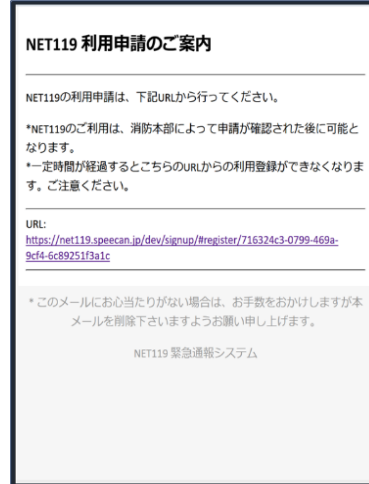 NET119 利用申請のご案内
NET119の利用申請は、下記URLから行ってください。
*NET119のご利用は、消防本部によって申請が確認された後に可能と
なります。
*一定時間が経過するとこちらのURLからの利用登録ができなくなりま
す。ご注意ください。
URL:
https://net119.speecan.jp/dev/signup/#register/716324c3-0799-469a-
9cf4-6c89251f3a1c
* このメールにお心当たりがない場合は、お手数をおかけしますが本
メールを削除下さいますようお願い申し上げます。
NET119 緊急通報システム